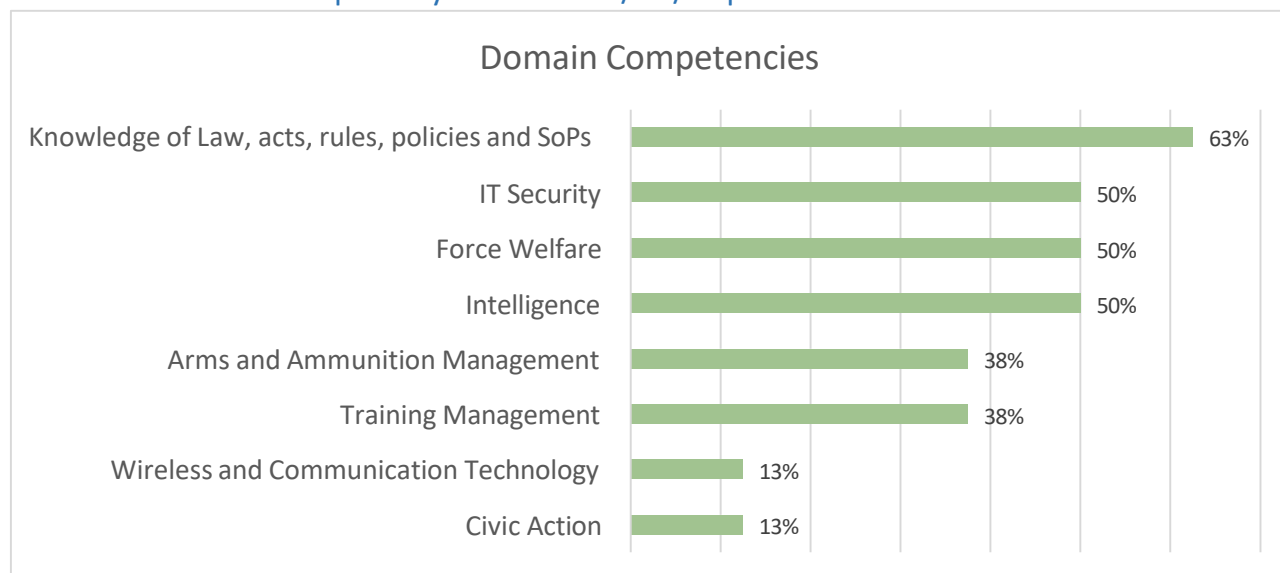 Domain Competencies
Knowledge of Law, acts, rules, policies and SoPs 63%
IT Security 50%
Force Welfare 50%
Intelligence 50%
Arms and Ammunition Management 38%
Training Management 38%
Wireless and Communication Technology 13%
Civic Action 13%